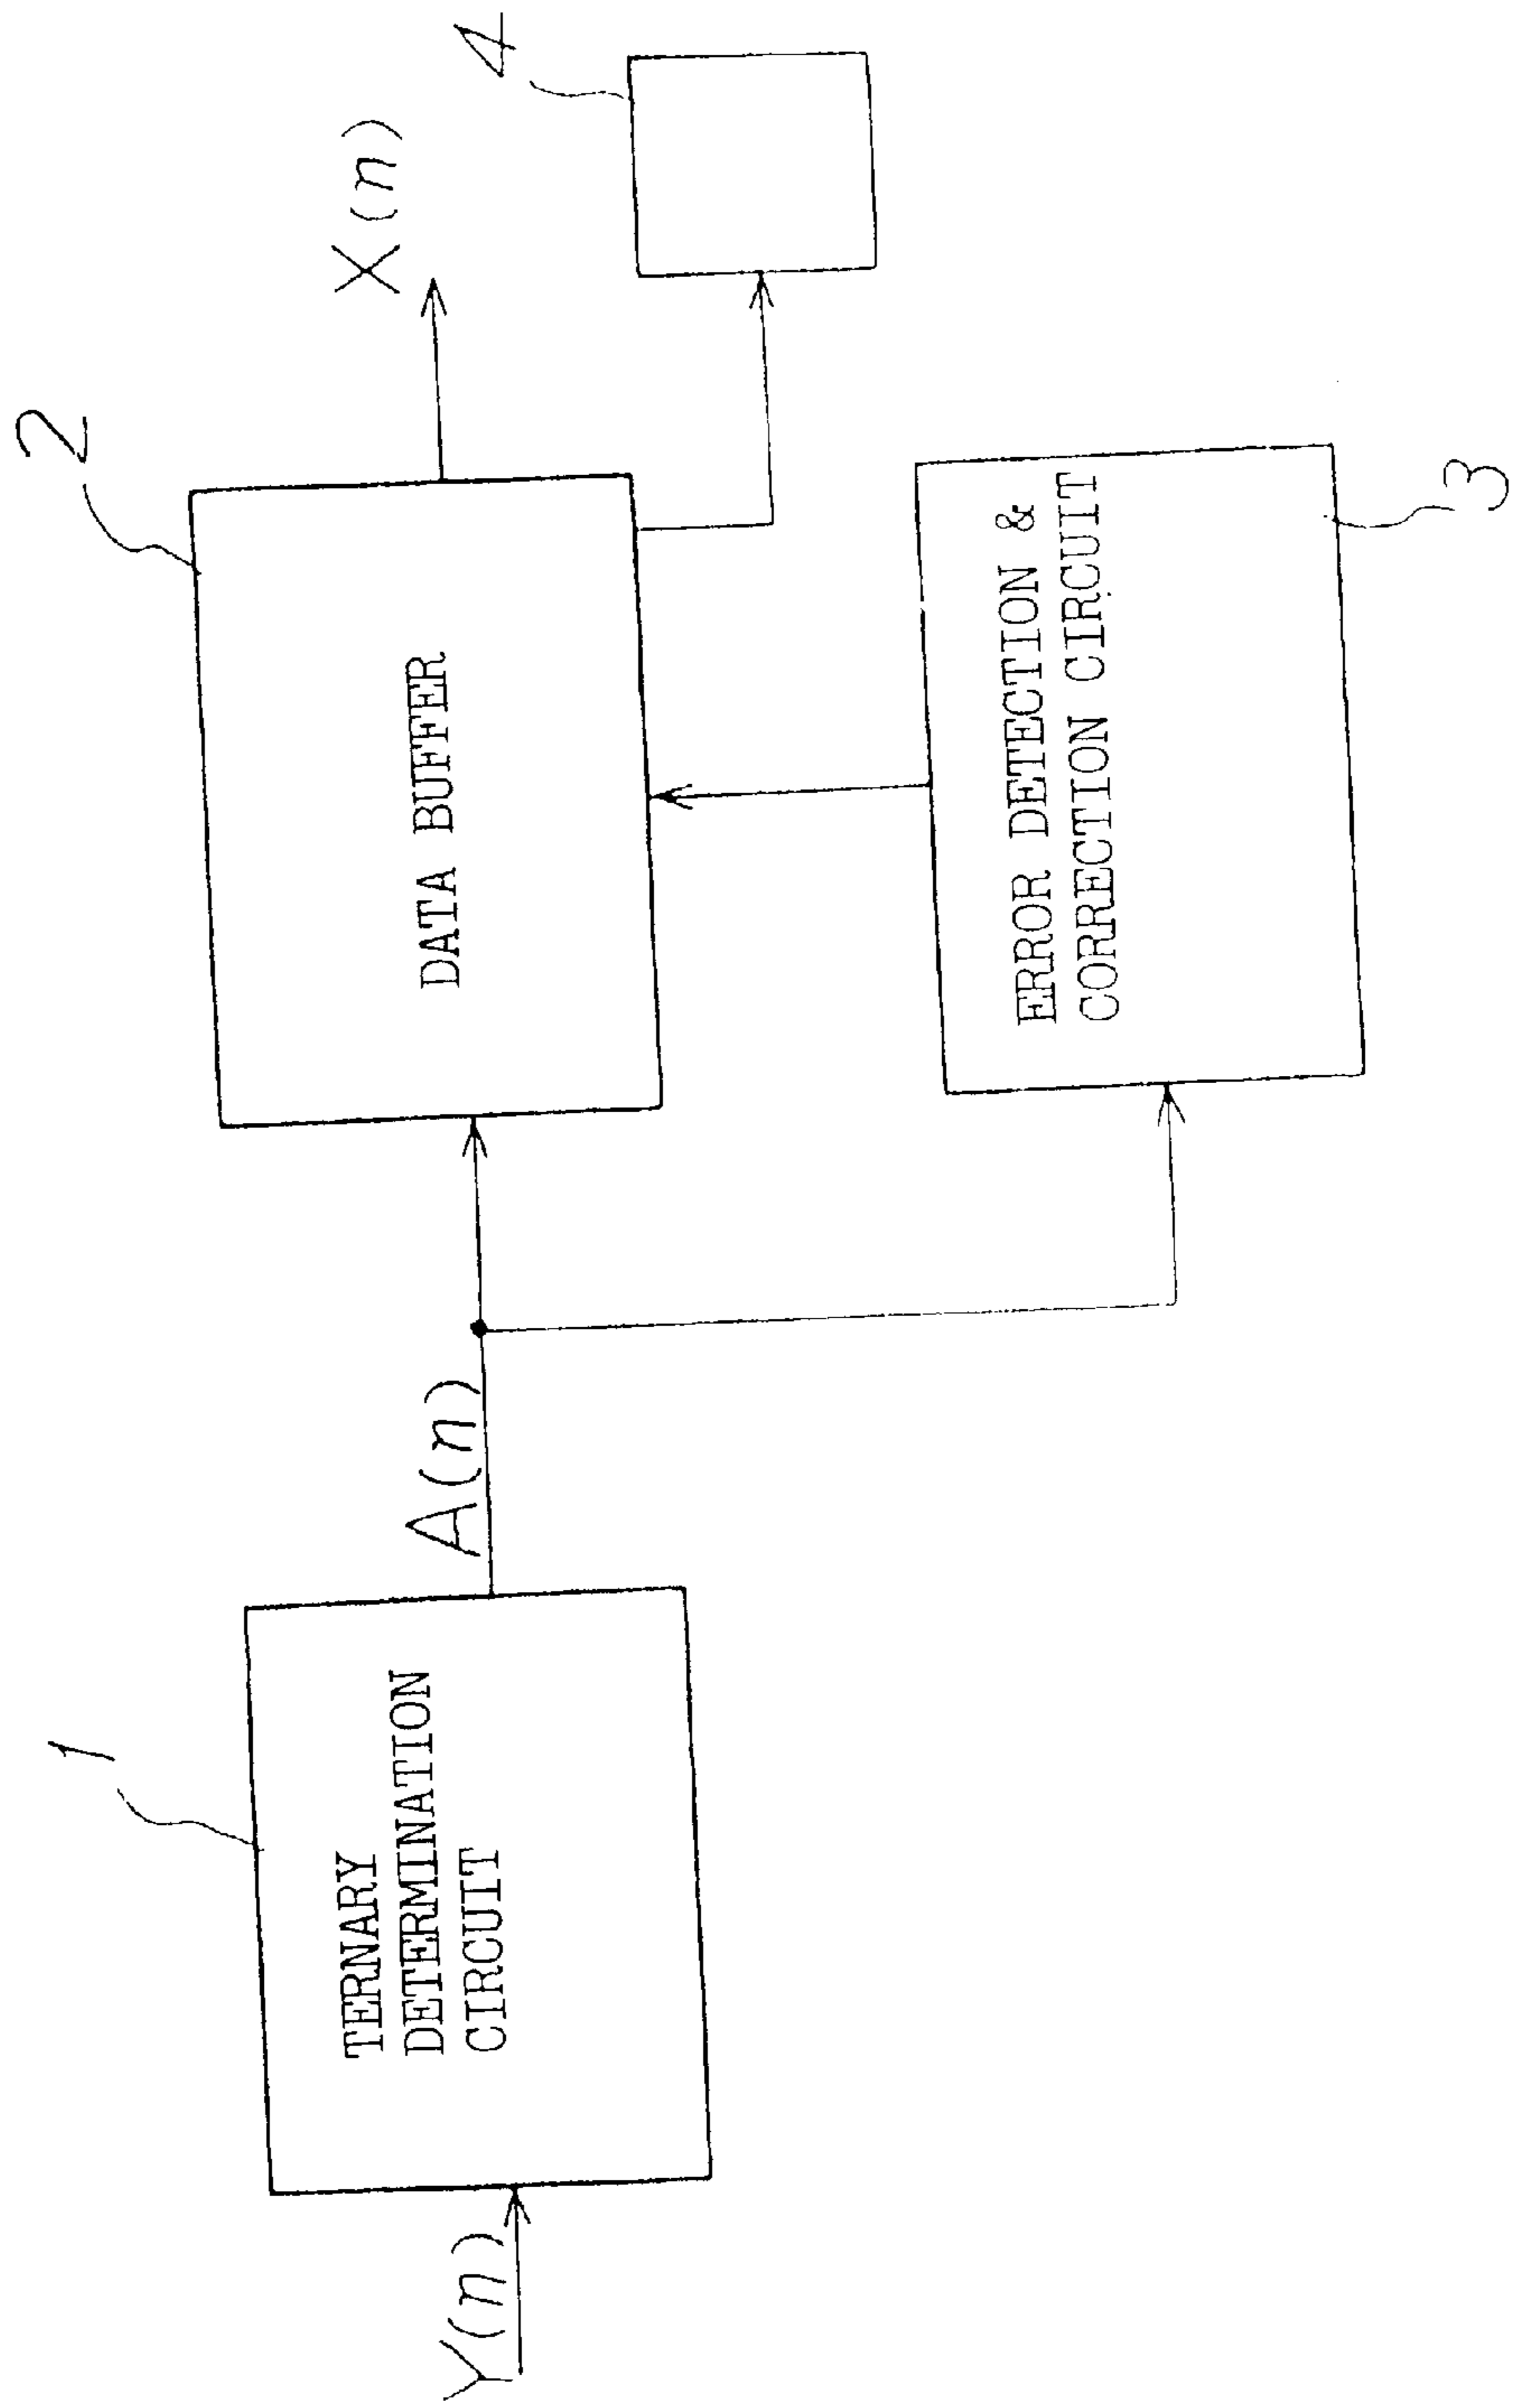 Y(n)
1
TERNARY
DETERMINATION
CIRCUIT
A(n)
2
DATA BUFFER
X(n)
4
ERROR DETECTION &
CORRECTION CIRCUIT
3